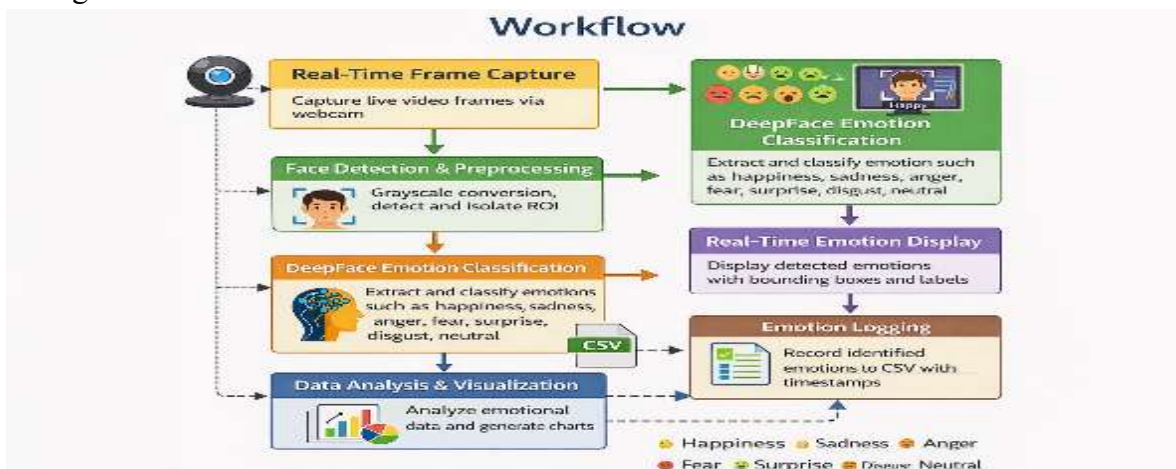 Workflow
Real-Time Frame Capture
Capture live video frames via
webcam
Face Detection & Preprocessing
Grayscale conversion,
detect and isolate ROI
DeepFace Emotion Classification
Extract and classify emotions
such as happiness, sadness,
anger, fear, surprise,
disgust, neutral
CSV
Data Analysis & Visualization
Analyze emotional
data and generate charts
Happy
DeepFace Emotion
Classification
Extract and classify emotion such
as happiness, sadness, anger,
fear, surprise, disgust, neutral
Real-Time Emotion Display
Display detected emotions
with bounding boxes and labels
Emotion Logging
Record identified
emotions to CSV with
timestamps
Happiness Sadness Anger
Fear Surprise Disgust Neutral